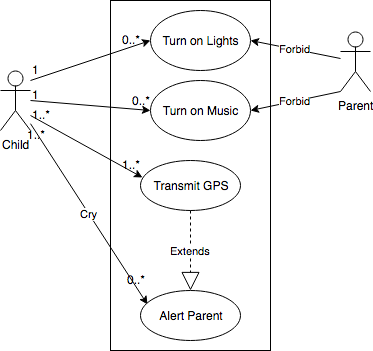 0..*
Turn on Lights
Forbid
1
Parent
1
0..*
Turn on Music
Forbid
1..*
1..*
Child
1..*
Transmit GPS
Cry
Extends
0..*
Alert Parent